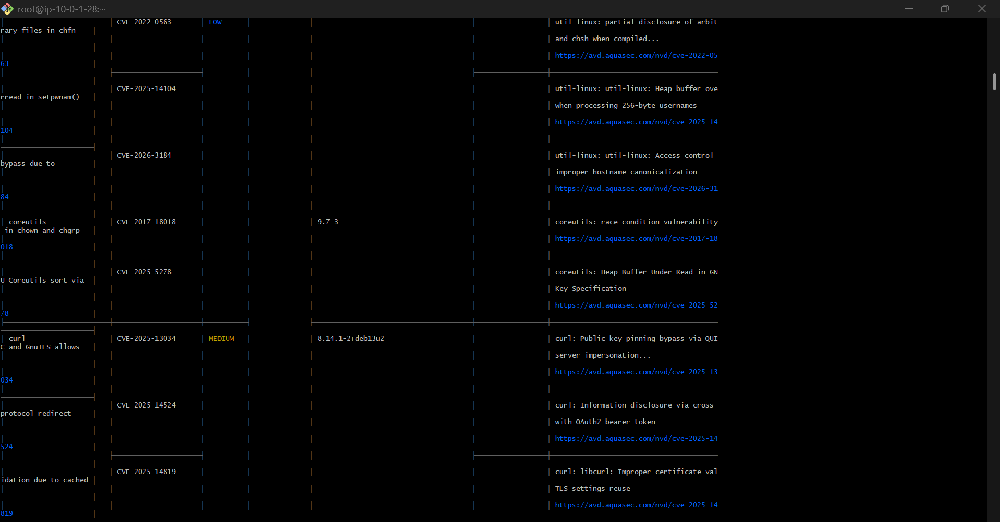 root@ip-10-0-1-28:~
CVE-2022-0563 LOW util-linux: partial disclosure of arbit
rary files in chfn
and chsh when compiled...
https://avd.aquasec.com/nvd/cve-2022-05
63
CVE-2025-14104 util-linux: util-linux: Heap buffer ove
rread in setpwnam()
when processing 256-byte usernames
https://avd.aquasec.com/nvd/cve-2025-14
104
CVE-2026-3184 util-linux: util-linux: Access control
bypass due to
improper hostname canonicalization
https://avd.aquasec.com/nvd/cve-2026-31
84
coreutils CVE-2017-18018 9.7-3 coreutils: race condition vulnerability
in chown and chgrp
https://avd.aquasec.com/nvd/cve-2017-18
018
CVE-2025-5278 coreutils: Heap Buffer Under-Read in GN
U Coreutils sort via
Key Specification
https://avd.aquasec.com/nvd/cve-2025-52
78
curl CVE-2025-13034 MEDIUM 8.14.1-2+deb13u2 curl: Public key pinning bypass via QUI
C and GnuTLS allows
server impersonation...
https://avd.aquasec.com/nvd/cve-2025-13
034
CVE-2025-14524 curl: Information disclosure via cross-
protocol redirect
with OAuth2 bearer token
https://avd.aquasec.com/nvd/cve-2025-14
524
CVE-2025-14819 curl: libcurl: Improper certificate val
idation due to cached
TLS settings reuse
https://avd.aquasec.com/nvd/cve-2025-14
819